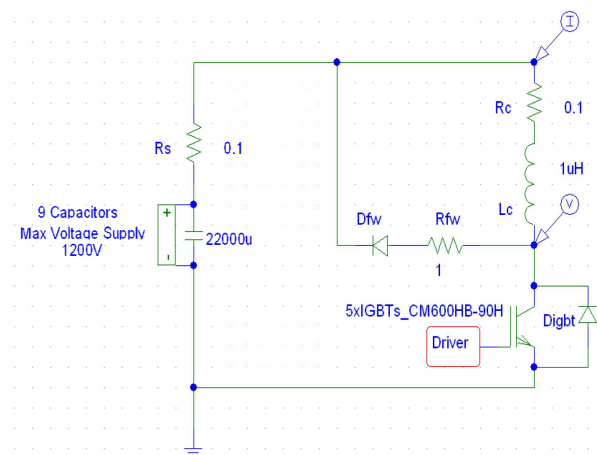 I
Rc
0.1
Rs
0.1
1uH
Lc
V
9 Capacitors
Max Voltage Supply
1200V
+
-
22000u
Dfw
Rfw
1
5xIGBTs_CM600HB-90H
Digbt
Driver